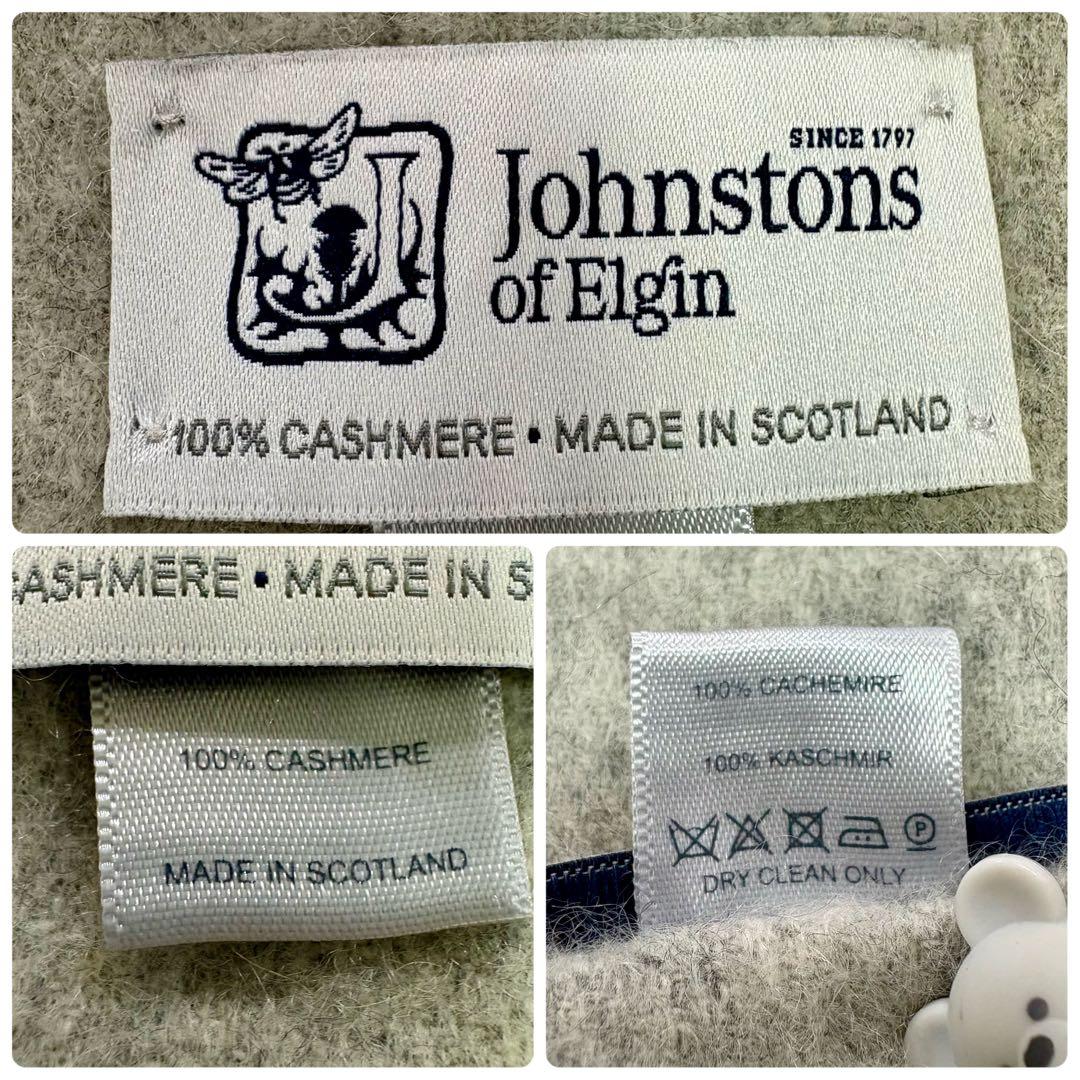 SINCE 1797
Johnstons
of Elgin
100% CASHMERE • MADE IN SCOTLAND
CASHMERE • MADE IN S
100% CASHMERE
MADE IN SCOTLAND
100% CACHEMIRE
100% KASCHMIR
P
DRY CLEAN ONLY